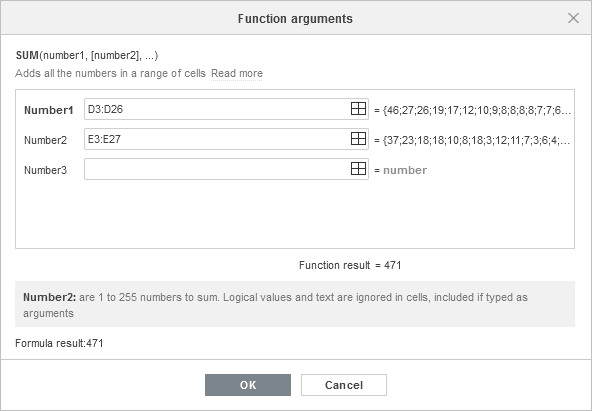 Function arguments
SUM(number1, [number2], ...)
Adds all the numbers in a range of cells Read more
Number1 D3:D26 = {46;27;26;19;17;12;10;9;8;8;8;8;7;7;6...
Number2 E3:E27 = {37;23;18;18;10;8;18;3;12;11;7;3;6;4;...
Number3 = number
Function result = 471
Number2: are 1 to 255 numbers to sum. Logical values and text are ignored in cells, included if typed as
arguments
Formula result:471
OK Cancel